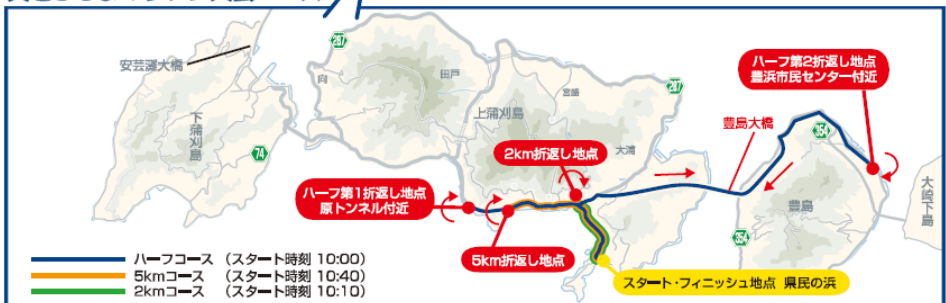 267
安芸灘大橋
向
田戸
宮盛
287
ハーフ第2折返し地点
豊浜市民センター付近
下蒲刈島
上蒲刈島
大浦
豊島大橋
354
74
2km折返し地点
ハーフ第1折返し地点
原トンネル付近
豊島
大崎下島
354
5km折返し地点
スタート・フィニッシュ地点 県民の浜
ハーフコース (スタート時刻 10:00)
5kmコース (スタート時刻 10:40)
2kmコース (スタート時刻 10:10)